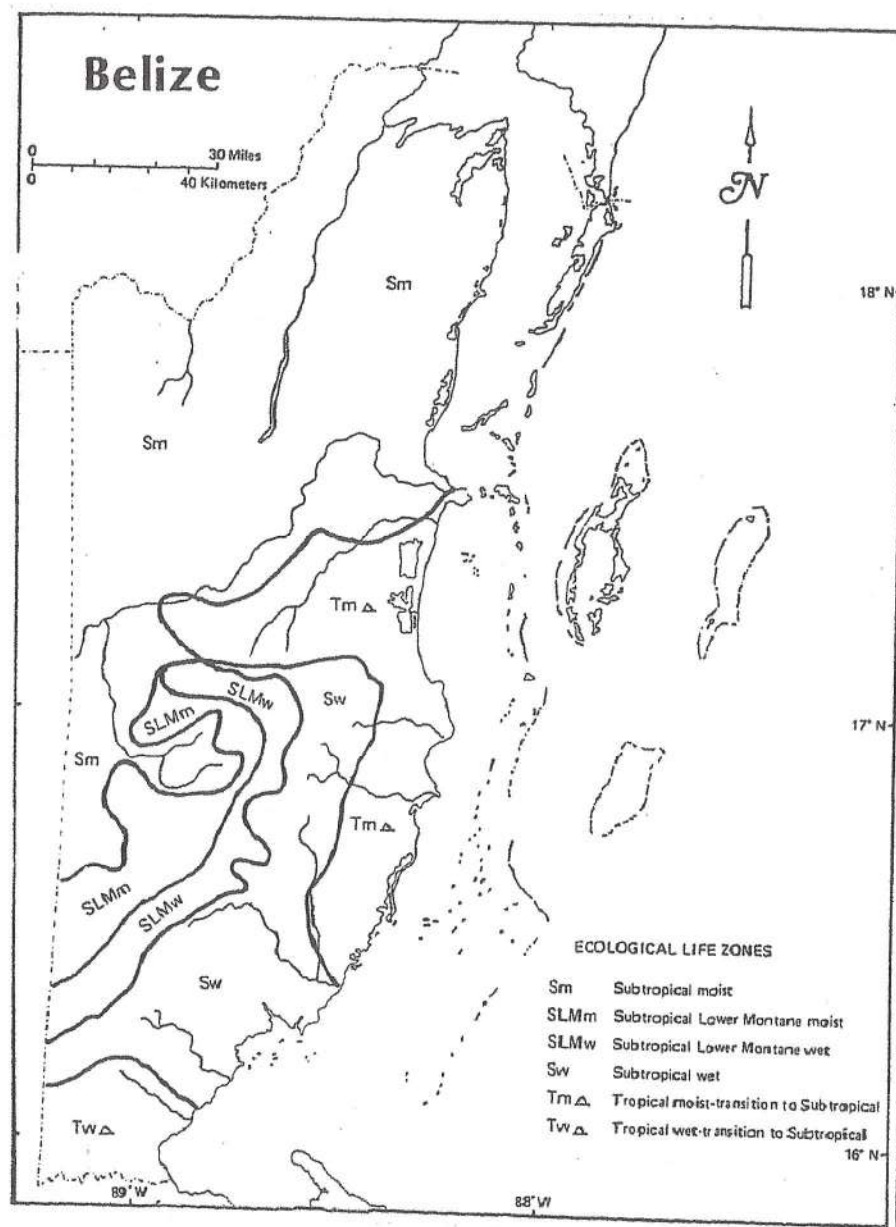 Belize
0 30 Miles
0 40 Kilometers
N
18° N
Sm
Sm
Tm △
SLMw
Sw
SLMm
17° N
Sm
Tm △
SLMm
SLMw
Sw
ECOLOGICAL LIFE ZONES
Sm Subtropical moist
SLMm Subtropical Lower Montane moist
SLMw Subtropical Lower Montane wet
Sw Subtropical wet
Tm △ Tropical moist-transition to Subtropical
Tw △ Tropical wet-transition to Subtropical
Tw △
16° N
89° W
88° W